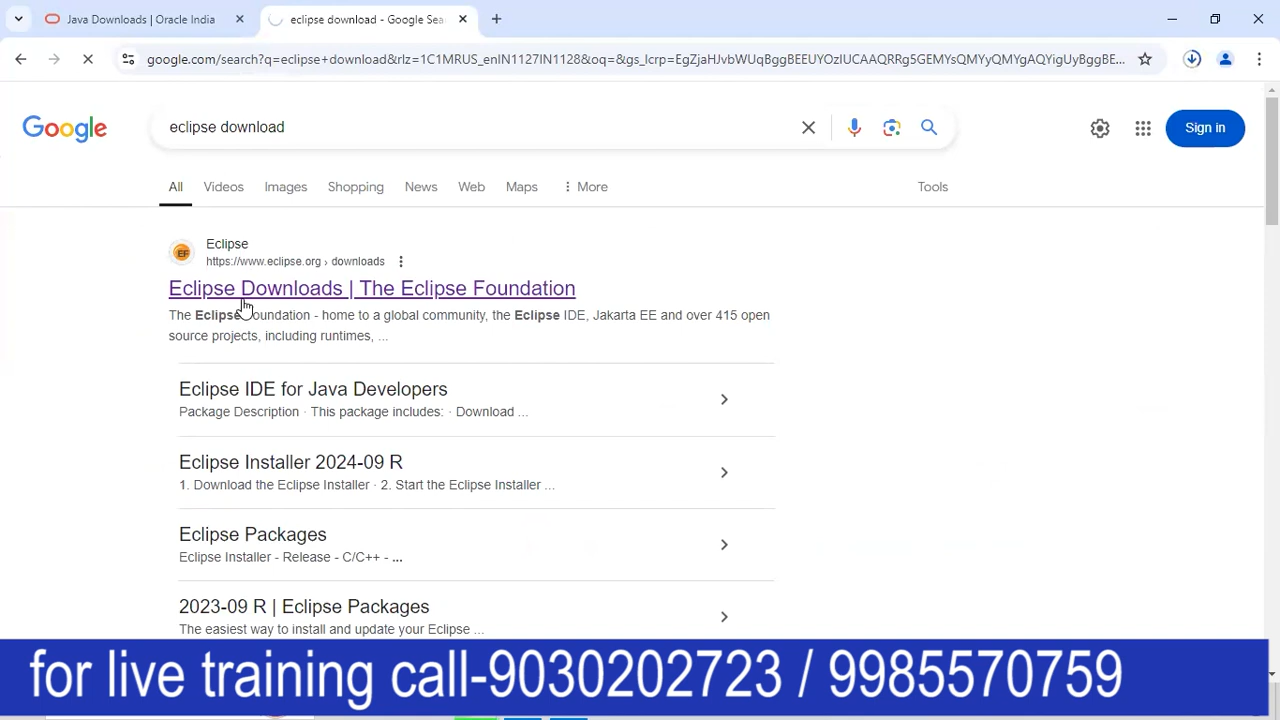 Java Downloads | Oracle India
eclipse download - Google Sea
google.com/search?q=eclipse+download&rlz=1C1MRUS_enIN1127IN1128&oq=&gs_lcrp=EgZjaHJvbWUqBggBEEUYOzIUCAAQRRg5GEMYsQMYyQMYgAQYigUyBggBE...
Google
eclipse download
Sign in
All
Videos
Images
Shopping
News
Web
Maps
More
Tools
Eclipse
https://www.eclipse.org › downloads
Eclipse Downloads | The Eclipse Foundation
The Eclipse Foundation - home to a global community, the Eclipse IDE, Jakarta EE and over 415 open
source projects, including runtimes, ...
Eclipse IDE for Java Developers
Package Description · This package includes: · Download ...
Eclipse Installer 2024-09 R
1. Download the Eclipse Installer · 2. Start the Eclipse Installer ...
Eclipse Packages
Eclipse Installer - Release - C/C++ - ...
2023-09 R | Eclipse Packages
The easiest way to install and update your Eclipse ...
for live training call-9030202723 / 9985570759